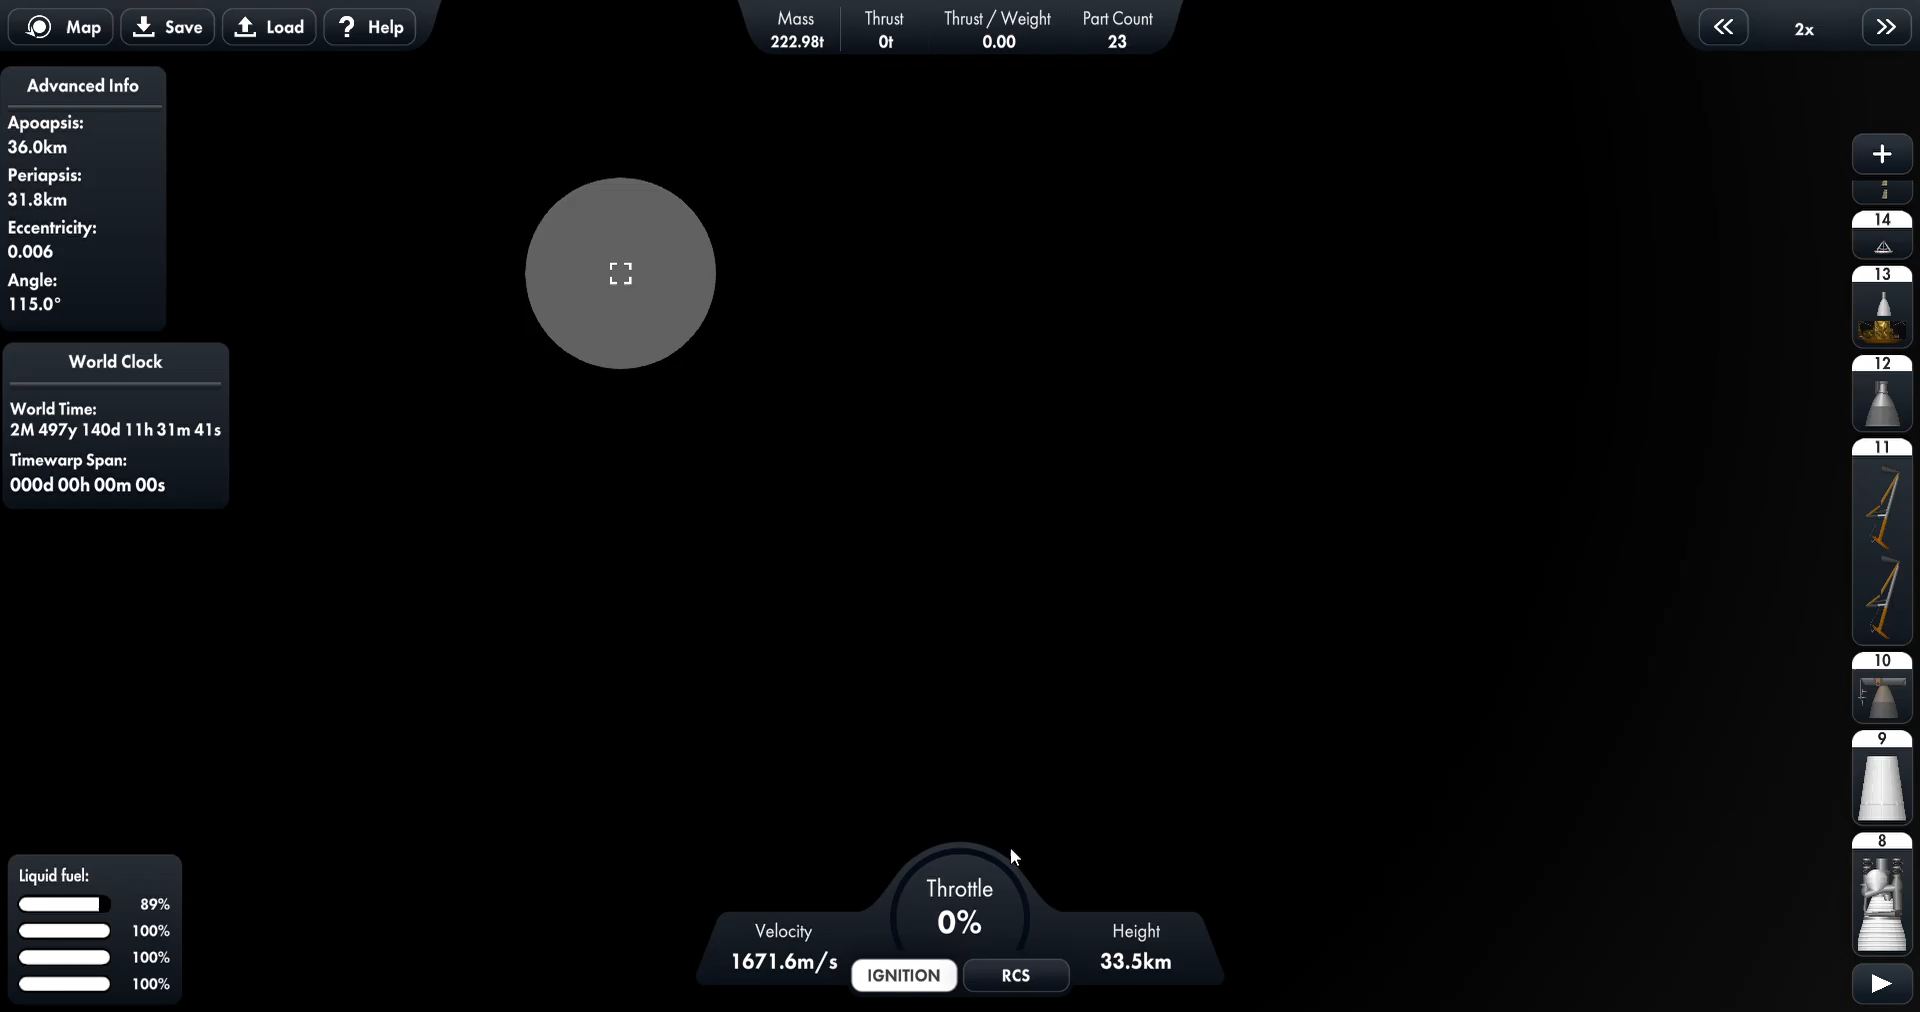 Map
Save
Load
Help
Mass
222.98t
Thrust
0t
Thrust / Weight
0.00
Part Count
23
2x
Advanced Info
Apoapsis:
36.0km
Periapsis:
31.8km
Eccentricity:
0.006
Angle:
115.0°
World Clock
World Time:
2M 497y 140d 11h 31m 41s
Timewarp Span:
000d 00h 00m 00s
14
13
12
11
10
9
8
Liquid fuel:
89%
100%
100%
100%
Throttle
0%
Velocity
1671.6m/s
IGNITION
RCS
Height
33.5km